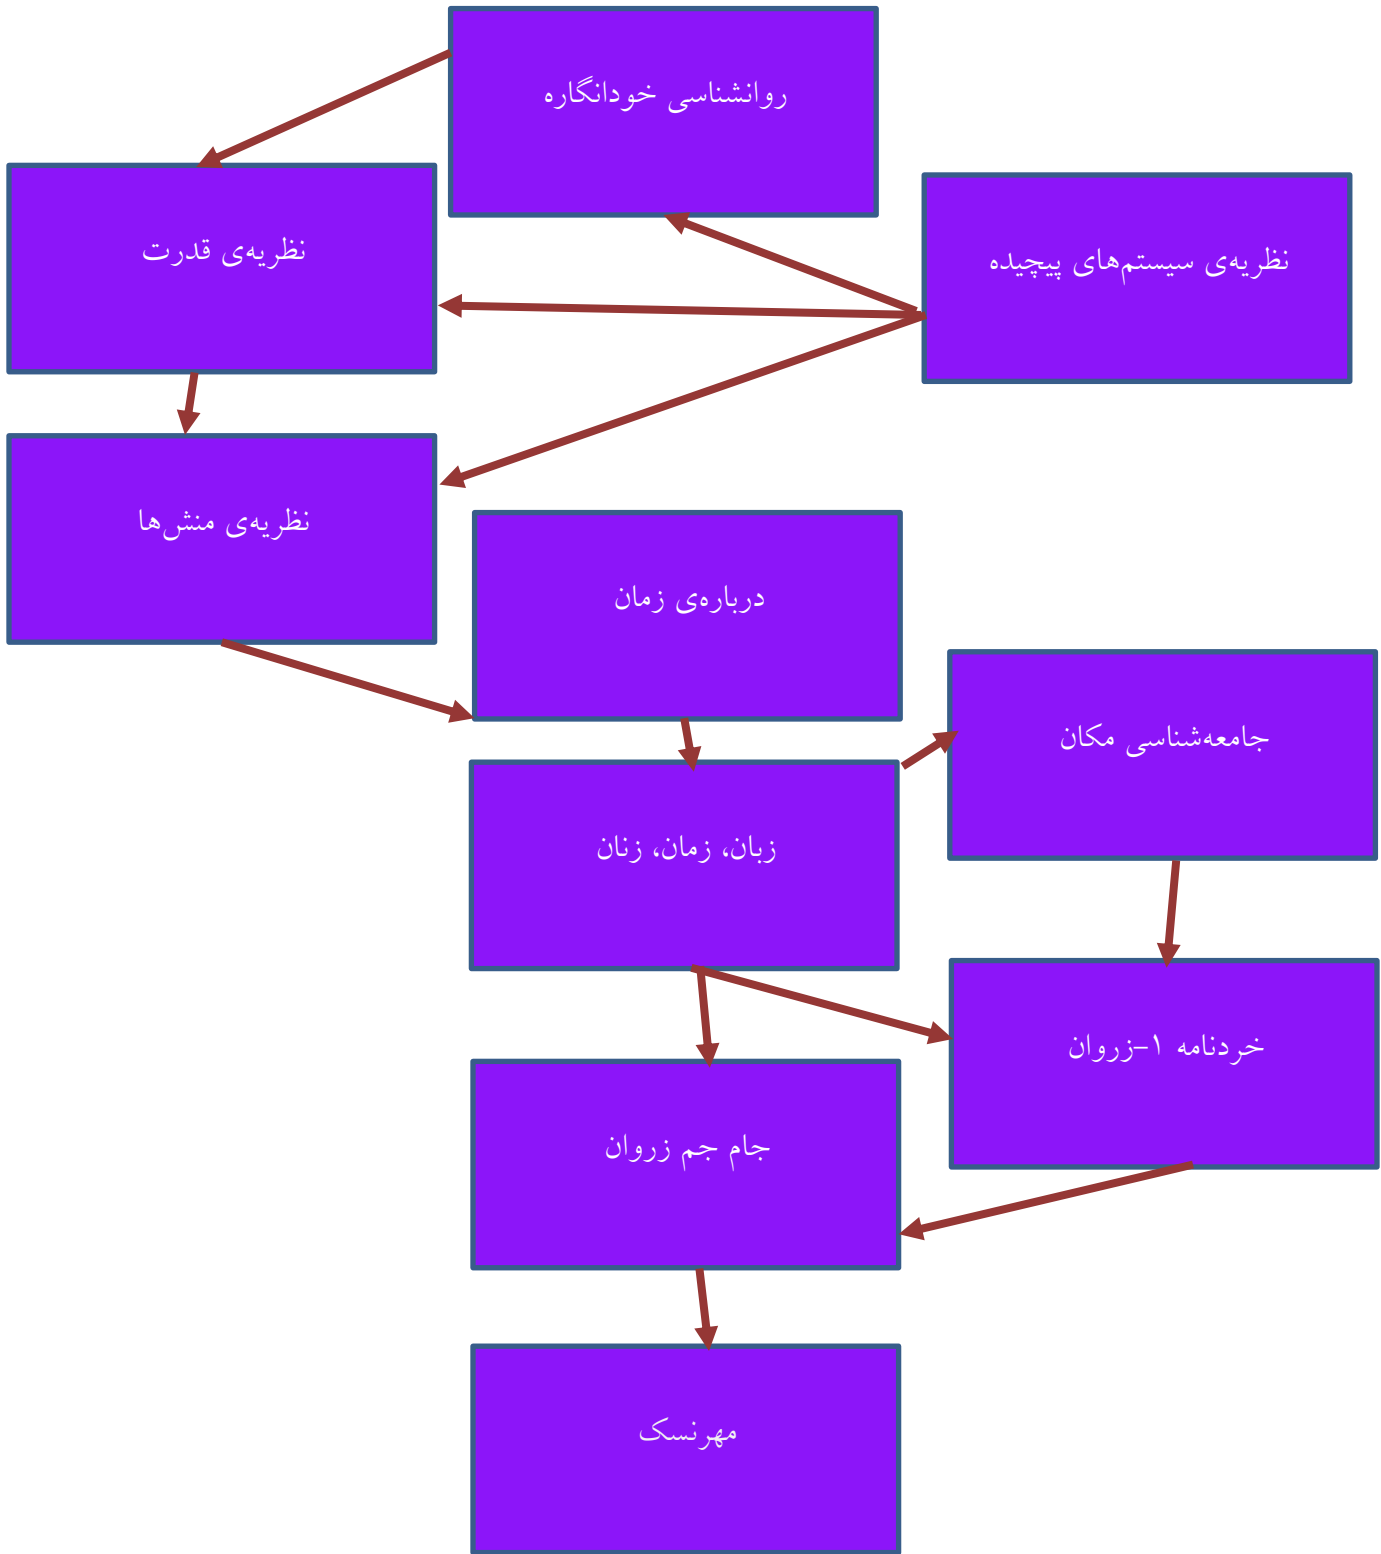 روانشناسی خودانگاره
نظریه‌ی قدرت
نظریه‌ی سیستم‌های پیچیده
نظریه‌ی منش‌ها
درباره‌ی زمان
جامعه‌شناسی مکان
زبان، زمان، زنان
خردنامه ۱-زروان
جام جم زروان
مهرنسک